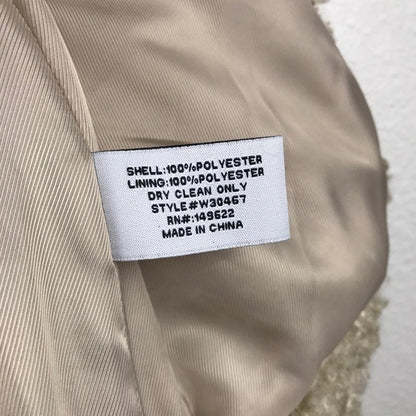 SHELL:100%POLYESTER
LINING:100%POLYESTER
DRY CLEAN ONLY
STYLE#W30467
RN#:149622
MADE IN CHINA